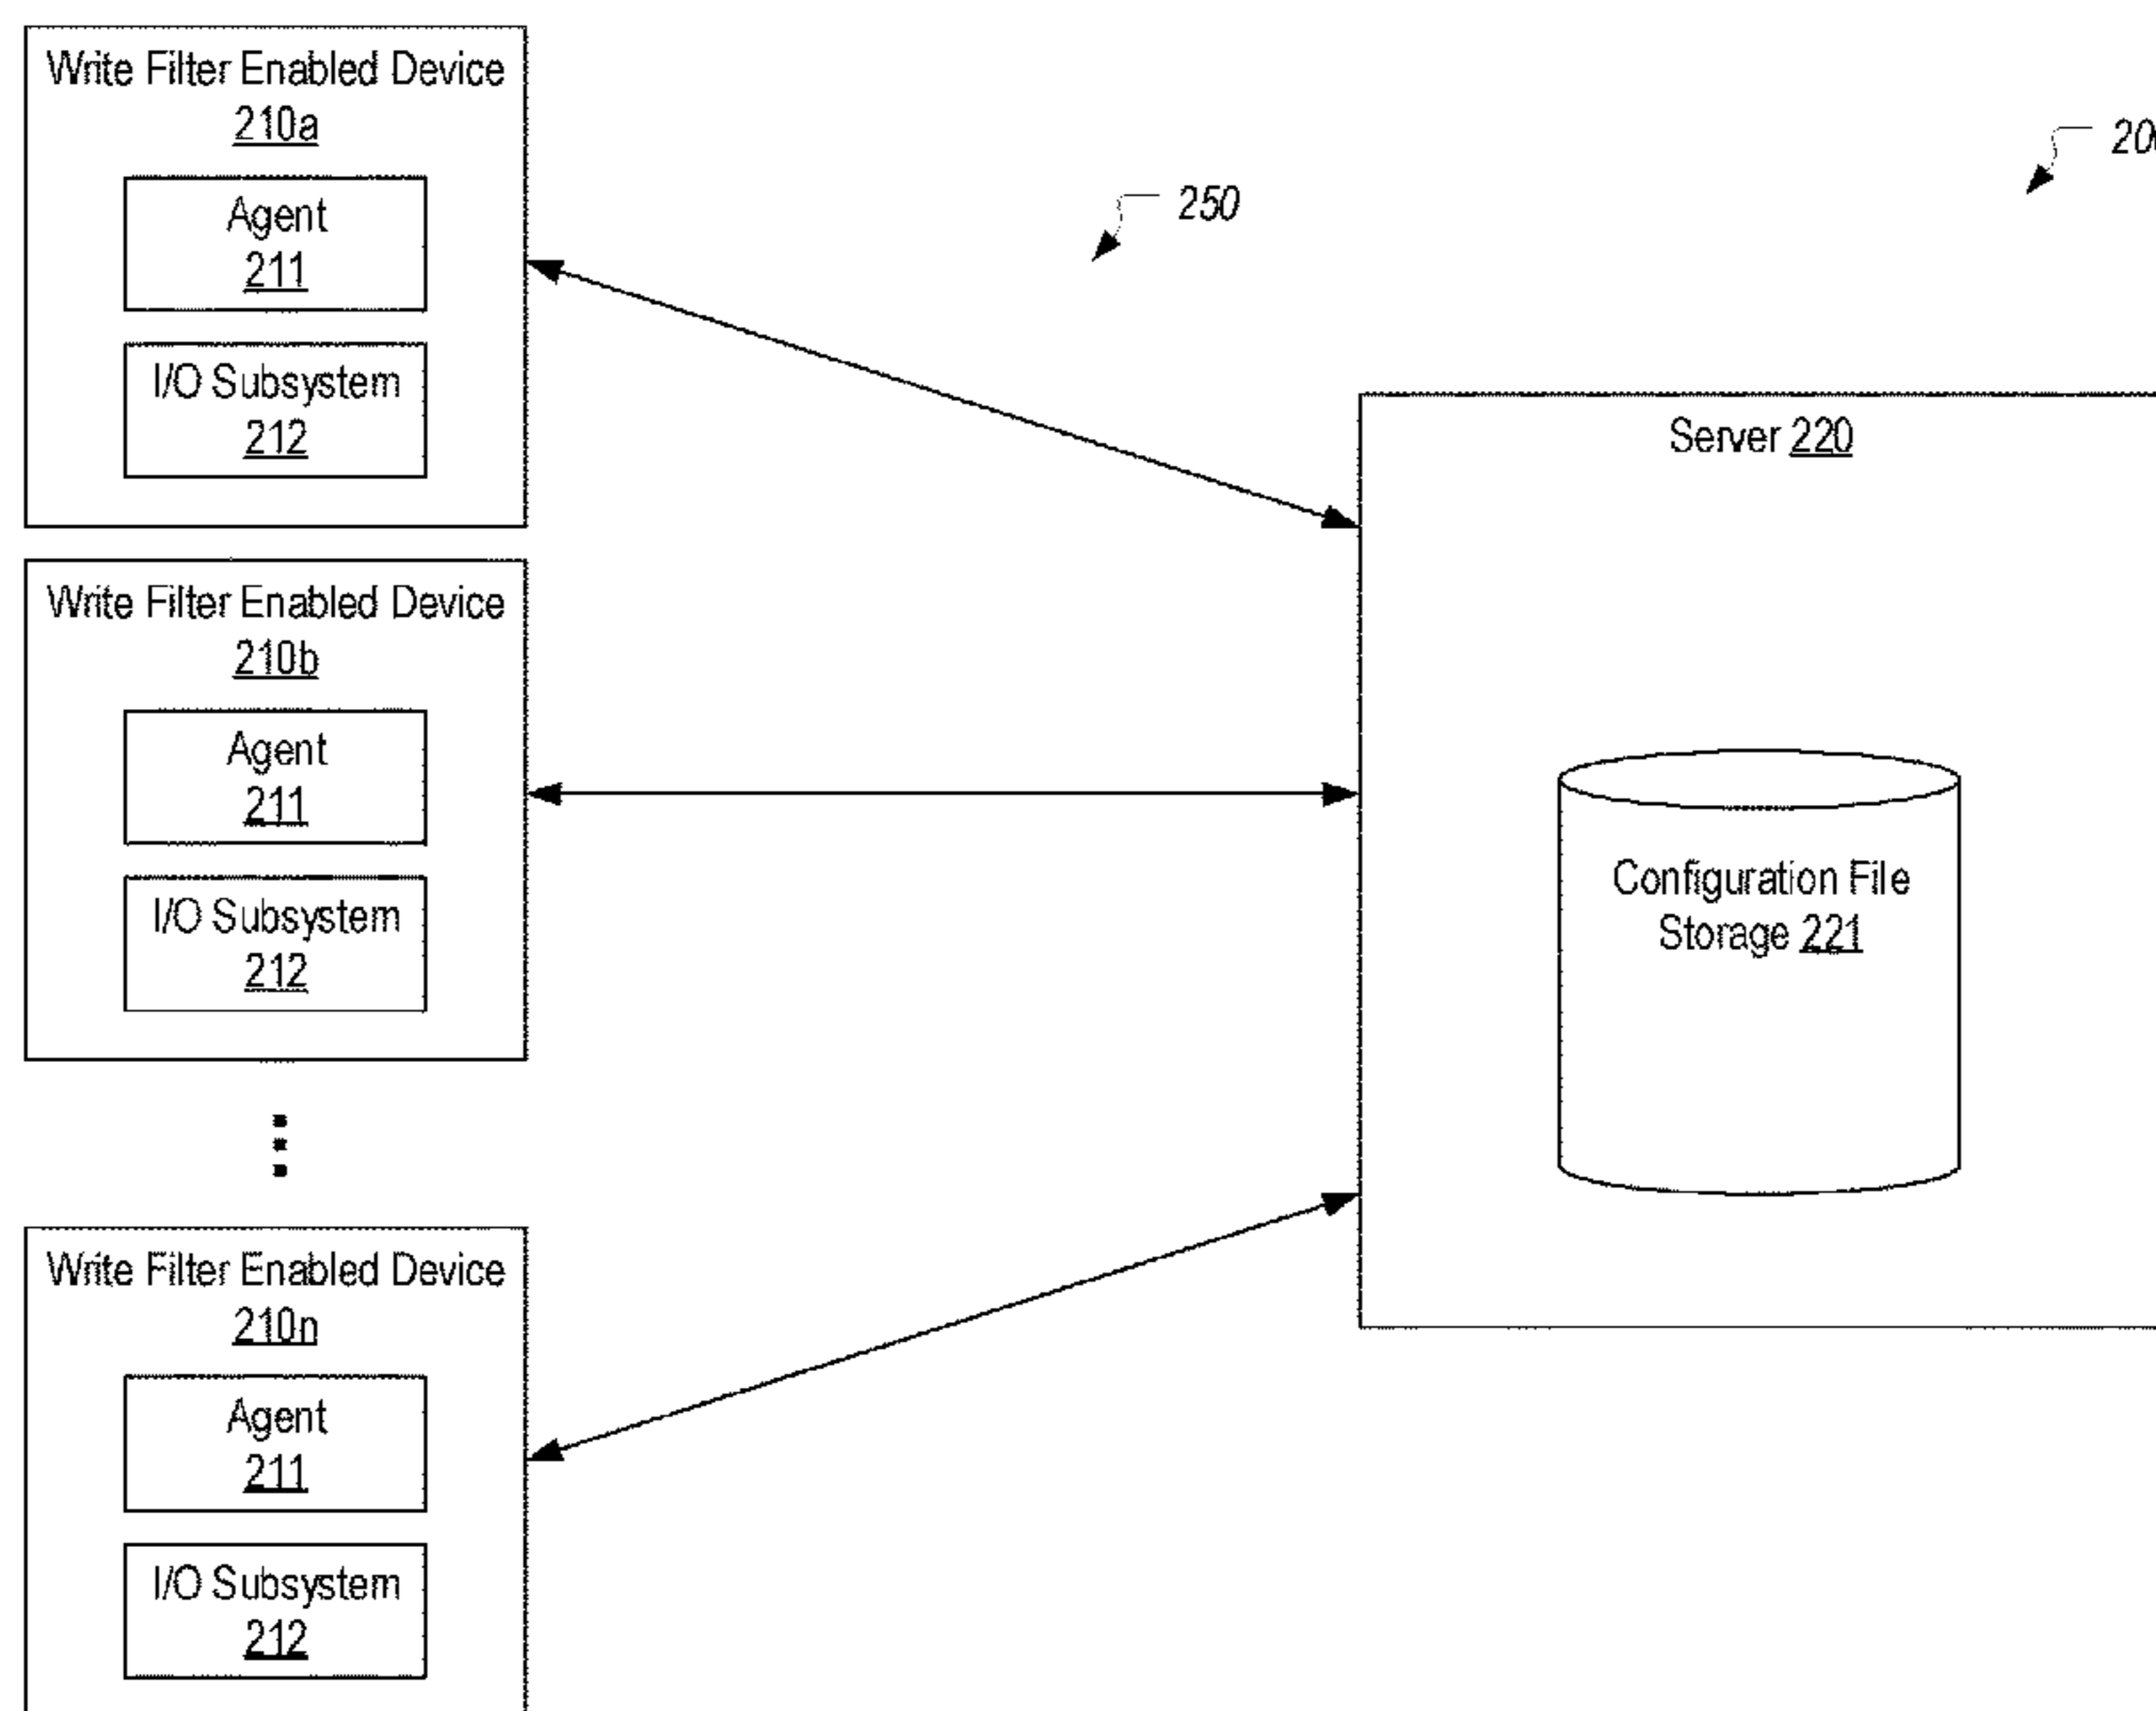 Write Filter Enabled Device
210a
Agent
211
I/O Subsystem
212
250
Write Filter Enabled Device
210b
Agent
211
I/O Subsystem
212
Write Filter Enabled Device
210n
Agent
211
I/O Subsystem
212
Server 220
Configuration File
Storage 221